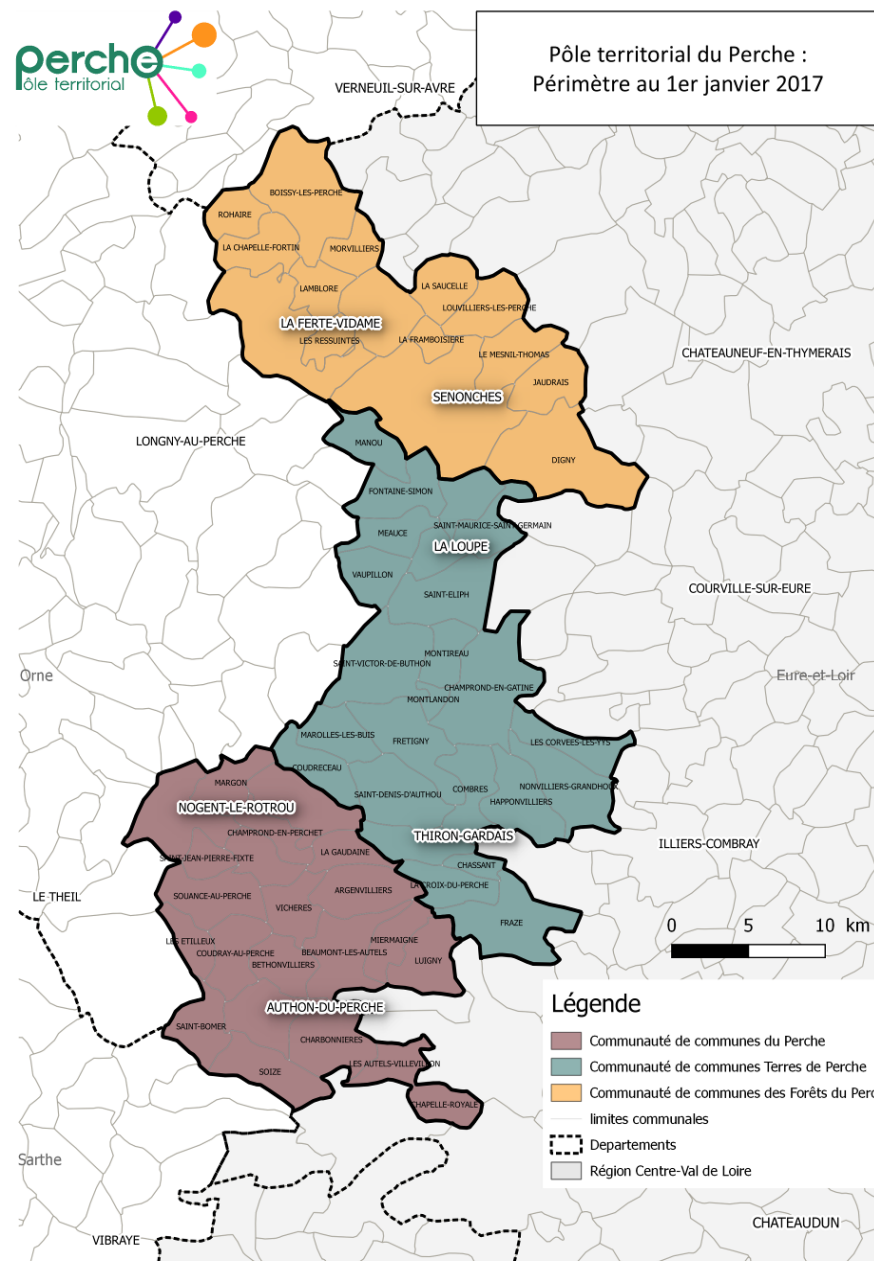 perche
pôle territorial
Pôle territorial du Perche :
Périmètre au 1er janvier 2017
VERNEUIL-SUR-AVRE
BOISSY-LES-PERCHE
ROHAIRE
LA CHAPELLE-FORTIN
MORVILLIERS
LAMBLORE
LA SAUCELLE
LOUVILLIERS-LES-PERCHE
LA FERTE-VIDAME
LES RESSUINTES
LA FRAMBOISIERE
LE MESNIL-THOMAS
CHATEAUNEUF-EN-THYMERAIS
JAUDRAIS
SENONCHES
LONGNY-AU-PERCHE
MANOU
DIGNY
FONTAINE-SIMON
SAINT-MAURICE-SAINT-GERMAIN
MEAUCE
LA LOUPE
VAUPILLON
COURVILLE-SUR-EURE
SAINT-ELIPH
MONTIREAU
SAINT-VICTOR-DE-BUTHON
Orne
Eure-et-Loir
CHAMPROND-EN-GATINE
MONTLANDON
MAROLLES-LES-BUIS
FRETIGNY
LES CORVEES-LES-YYS
COUDRECEAU
MARGON
COMBRES
NONVILLIERS-GRANDHOUX
SAINT-DENIS-D'AUTHOU
HAPPONVILLIERS
NOGENT-LE-ROTROU
CHAMPROND-EN-PERCHET
THIRON-GARDAIS
ILLIERS-COMBRAY
LA GAUDAINE
SAINT-JEAN-PIERRE-FIXTE
CHASSANT
LA CROIX-DU-PERCHE
ARGENVILLIERS
LE THEIL
SOUANCE-AU-PERCHE
VICHERES
FRAZE
0 5 10 km
LES ETILLEUX
MIERMAIGNE
COUDRAY-AU-PERCHE
BEAUMONT-LES-AUTELS
LUIGNY
BETHONVILLIERS
AUTHON-DU-PERCHE
SAINT-BOMER
CHARBONNIERES
LES AUTELS-VILLEVILLON
SOIZE
CHAPELLE-ROYALE
Légende
Communauté de communes du Perche
Communauté de communes Terres de Perche
Communauté de communes des Forêts du Perc
limites communales
Departements
Région Centre-Val de Loire
Sarthe
VIBRAYE
CHATEAUDUN